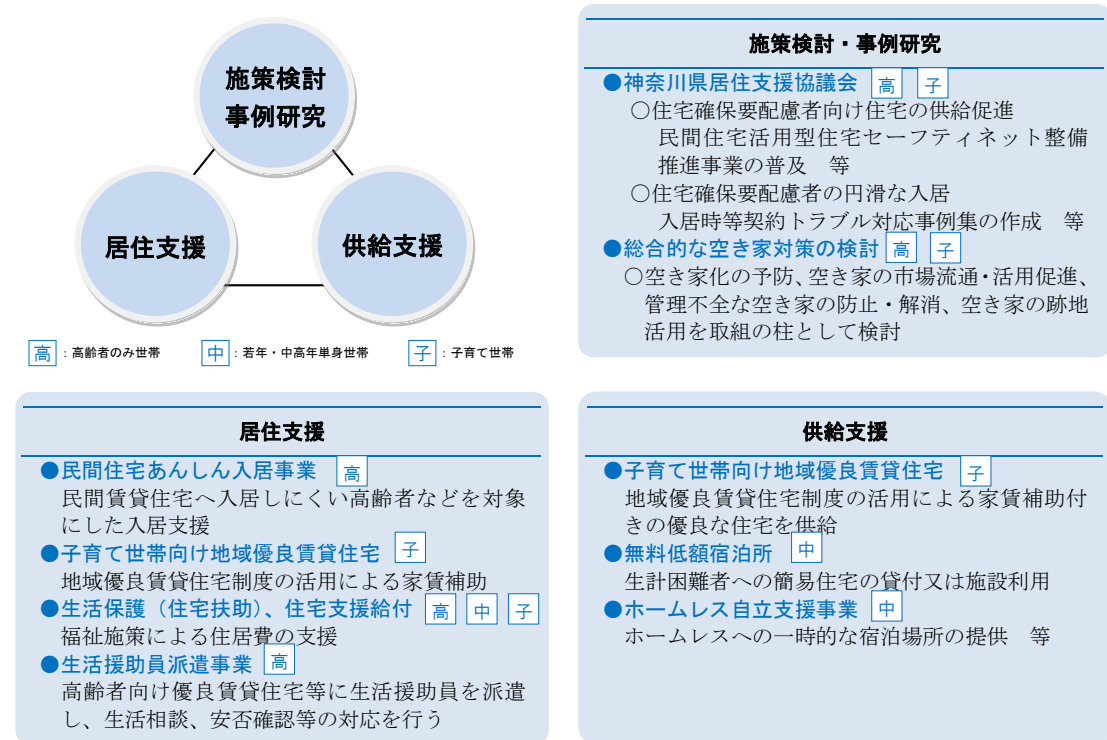 施策検討
事例研究
居住支援
供給支援
高：高齢者のみ世帯 中：若年・中高年単身世帯 子：子育て世帯
施策検討・事例研究
●神奈川県居住支援協議会 高 子
○住宅確保要配慮者向け住宅の供給促進
民間住宅活用型住宅セーフティネット整備
推進事業の普及　等
○住宅確保要配慮者の円滑な入居
入居時等契約トラブル対応事例集の作成　等
●総合的な空き家対策の検討 高 子
○空き家化の予防、空き家の市場流通・活用促進、
管理不全な空き家の防止・解消、空き家の跡地
活用を取組の柱として検討
居住支援
●民間住宅あんしん入居事業 高
民間賃貸住宅へ入居しにくい高齢者などを対象
にした入居支援
●子育て世帯向け地域優良賃貸住宅 子
地域優良賃貸住宅制度の活用による家賃補助
●生活保護（住宅扶助）、住宅支援給付 高 中 子
福祉施策による住居費の支援
●生活援助員派遣事業 高
高齢者向け優良賃貸住宅等に生活援助員を派遣
し、生活相談、安否確認等の対応を行う
供給支援
●子育て世帯向け地域優良賃貸住宅 子
地域優良賃貸住宅制度の活用による家賃補助付
きの優良な住宅を供給
●無料低額宿泊所 中
生計困難者への簡易住宅の貸付又は施設利用
●ホームレス自立支援事業 中
ホームレスへの一時的な宿泊場所の提供　等